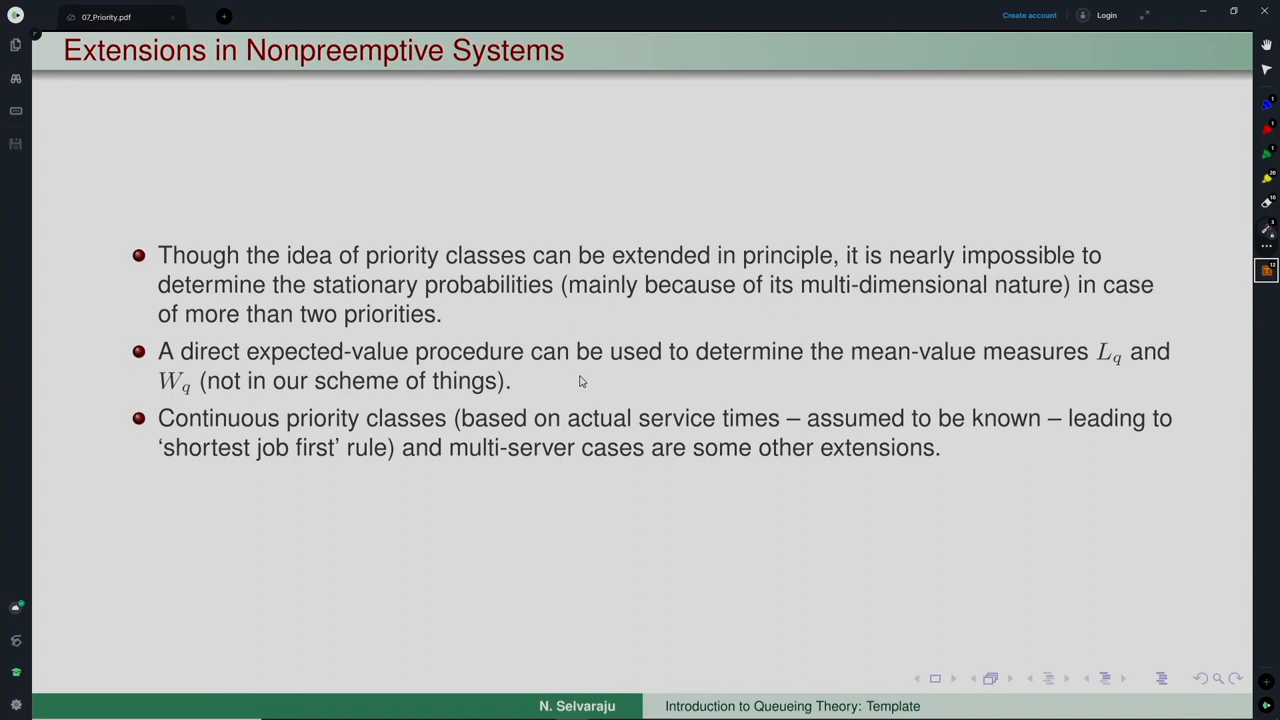 07_Priority.pdf
Create account
Login
Extensions in Nonpreemptive Systems
Though the idea of priority classes can be extended in principle, it is nearly impossible to
determine the stationary probabilities (mainly because of its multi-dimensional nature) in case
of more than two priorities.
A direct expected-value procedure can be used to determine the mean-value measures L_q and
W_q (not in our scheme of things).
Continuous priority classes (based on actual service times – assumed to be known – leading to
‘shortest job first’ rule) and multi-server cases are some other extensions.
N. Selvaraju
Introduction to Queueing Theory: Template